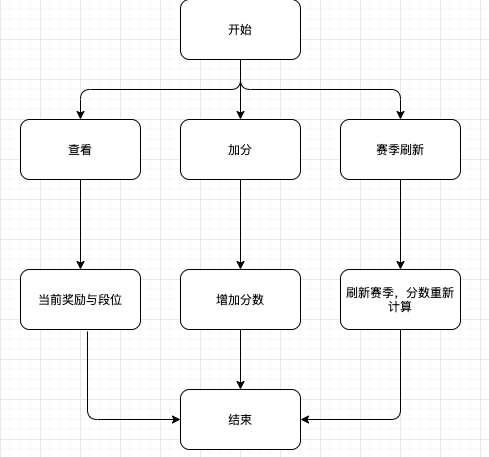 开始
查看
加分
赛季刷新
当前奖励与段位
增加分数
刷新赛季，分数重新
计算
结束